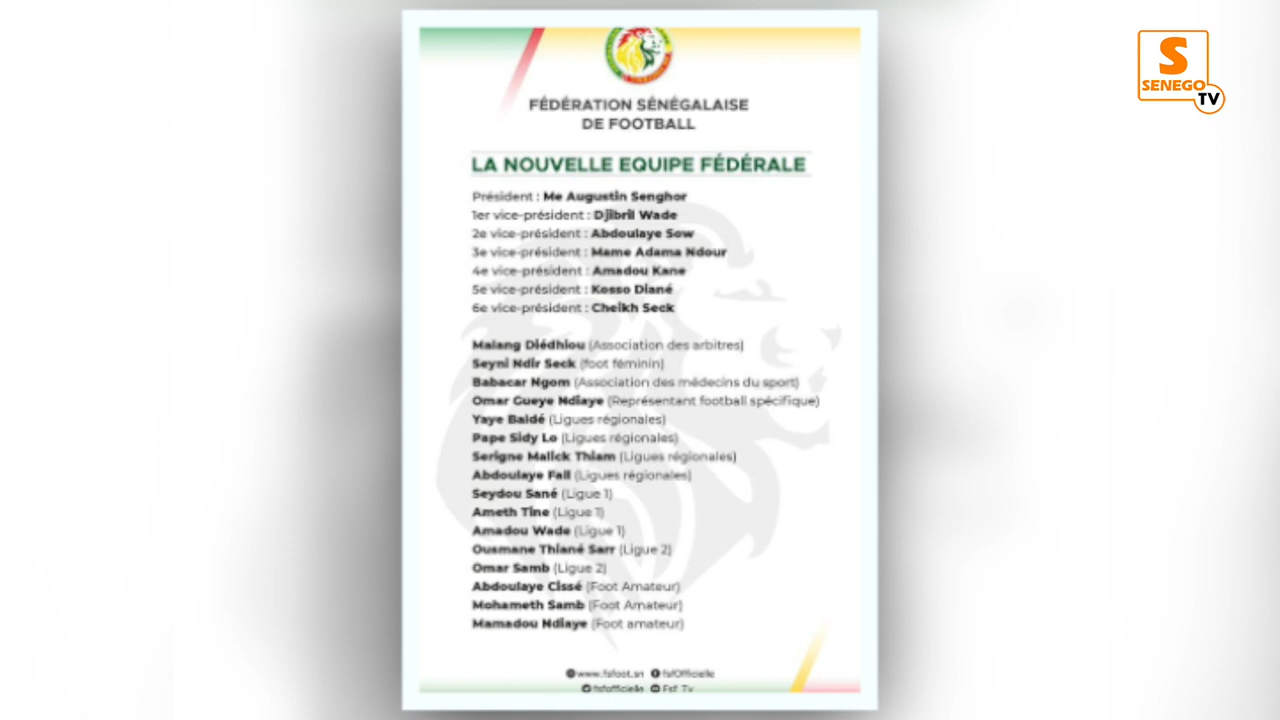 S
SENEGO
TV
FÉDÉRATION SÉNÉGALAISE
DE FOOTBALL
LA NOUVELLE EQUIPE FÉDÉRALE
Président : Me Augustin Senghor
1er vice-président : Djibril Wade
2e vice-président : Abdoulaye Sow
3e vice-président : Mame Adama Ndour
4e vice-président : Amadou Kane
5e vice-président : Kosso Diané
6e vice-président : Cheikh Seck
Malang Diédhiou (Association des arbitres)
Seyni Ndir Seck (foot féminin)
Babacar Ngom (Association des médecins du sport)
Omar Gueye Ndiaye (Représentant football spécifique)
Yaye Baldé (Ligues régionales)
Pape Sidy Lo (Ligues régionales)
Serigne Malick Thiam (Ligues régionales)
Abdoulaye Fall (Ligues régionales)
Seydou Sané (Ligue 1)
Ameth Tine (Ligue 1)
Amadou Wade (Ligue 1)
Ousmane Thiané Sarr (Ligue 2)
Omar Samb (Ligue 2)
Abdoulaye Cissé (Foot Amateur)
Mohameth Samb (Foot Amateur)
Mamadou Ndiaye (Foot amateur)
www.fsfoot.sn fsfOfficielle
fsfofficielle Fsf Tv